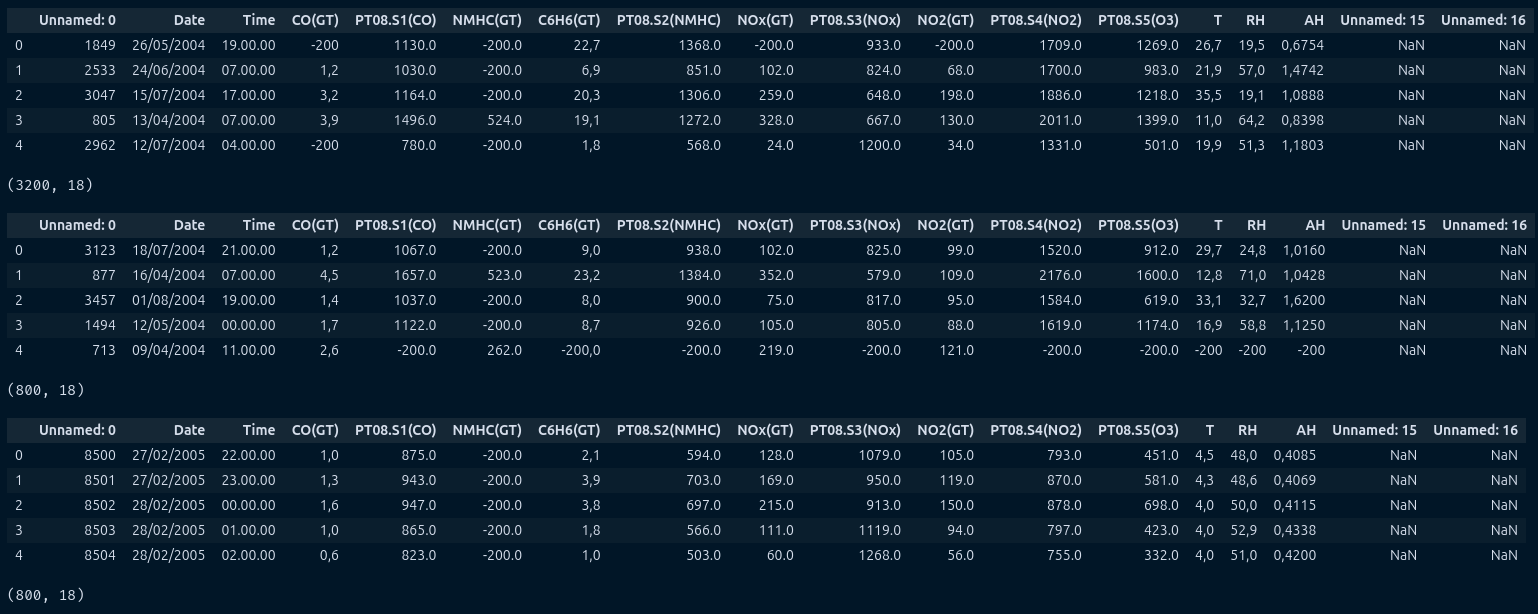 Unnamed: 0 Date Time CO(GT) PT08.S1(CO) NMHC(GT) C6H6(GT) PT08.S2(NMHC) NOx(GT) PT08.S3(NOx) NO2(GT) PT08.S4(NO2) PT08.S5(O3) T RH AH Unnamed: 15 Unnamed: 16
0 1849 26/05/2004 19.00.00 -200 1130.0 -200.0 22,7 1368.0 -200.0 933.0 -200.0 1709.0 1269.0 26,7 19,5 0,6754 NaN NaN
1 2533 24/06/2004 07.00.00 1,2 1030.0 -200.0 6,9 851.0 102.0 824.0 68.0 1700.0 983.0 21,9 57,0 1,4742 NaN NaN
2 3047 15/07/2004 17.00.00 3,2 1164.0 -200.0 20,3 1306.0 259.0 648.0 198.0 1886.0 1218.0 35,5 19,1 1,0888 NaN NaN
3 805 13/04/2004 07.00.00 3,9 1496.0 524.0 19,1 1272.0 328.0 667.0 130.0 2011.0 1399.0 11,0 64,2 0,8398 NaN NaN
4 2962 12/07/2004 04.00.00 -200 780.0 -200.0 1,8 568.0 24.0 1200.0 34.0 1331.0 501.0 19,9 51,3 1,1803 NaN NaN
(3200, 18)
Unnamed: 0 Date Time CO(GT) PT08.S1(CO) NMHC(GT) C6H6(GT) PT08.S2(NMHC) NOx(GT) PT08.S3(NOx) NO2(GT) PT08.S4(NO2) PT08.S5(O3) T RH AH Unnamed: 15 Unnamed: 16
0 3123 18/07/2004 21.00.00 1,2 1067.0 -200.0 9,0 938.0 102.0 825.0 99.0 1520.0 912.0 29,7 24,8 1,0160 NaN NaN
1 877 16/04/2004 07.00.00 4,5 1657.0 523.0 23,2 1384.0 352.0 579.0 109.0 2176.0 1600.0 12,8 71,0 1,0428 NaN NaN
2 3457 01/08/2004 19.00.00 1,4 1037.0 -200.0 8,0 900.0 75.0 817.0 95.0 1584.0 619.0 33,1 32,7 1,6200 NaN NaN
3 1494 12/05/2004 00.00.00 1,7 1122.0 -200.0 8,7 926.0 105.0 805.0 88.0 1619.0 1174.0 16,9 58,8 1,1250 NaN NaN
4 713 09/04/2004 11.00.00 2,6 -200.0 262.0 -200,0 -200.0 219.0 -200.0 121.0 -200.0 -200.0 -200 -200 -200 NaN NaN
(800, 18)
Unnamed: 0 Date Time CO(GT) PT08.S1(CO) NMHC(GT) C6H6(GT) PT08.S2(NMHC) NOx(GT) PT08.S3(NOx) NO2(GT) PT08.S4(NO2) PT08.S5(O3) T RH AH Unnamed: 15 Unnamed: 16
0 8500 27/02/2005 22.00.00 1,0 875.0 -200.0 2,1 594.0 128.0 1079.0 105.0 793.0 451.0 4,5 48,0 0,4085 NaN NaN
1 8501 27/02/2005 23.00.00 1,3 943.0 -200.0 3,9 703.0 169.0 950.0 119.0 870.0 581.0 4,3 48,6 0,4069 NaN NaN
2 8502 28/02/2005 00.00.00 1,6 947.0 -200.0 3,8 697.0 215.0 913.0 150.0 878.0 698.0 4,0 50,0 0,4115 NaN NaN
3 8503 28/02/2005 01.00.00 1,0 865.0 -200.0 1,8 566.0 111.0 1119.0 94.0 797.0 423.0 4,0 52,9 0,4338 NaN NaN
4 8504 28/02/2005 02.00.00 0,6 823.0 -200.0 1,0 503.0 60.0 1268.0 56.0 755.0 332.0 4,0 51,0 0,4200 NaN NaN
(800, 18)